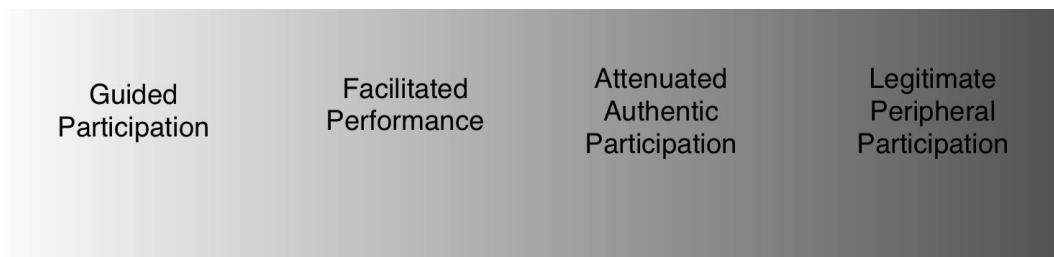 Guided
Participation
Facilitated
Performance
Attenuated
Authentic
Participation
Legitimate
Peripheral
Participation